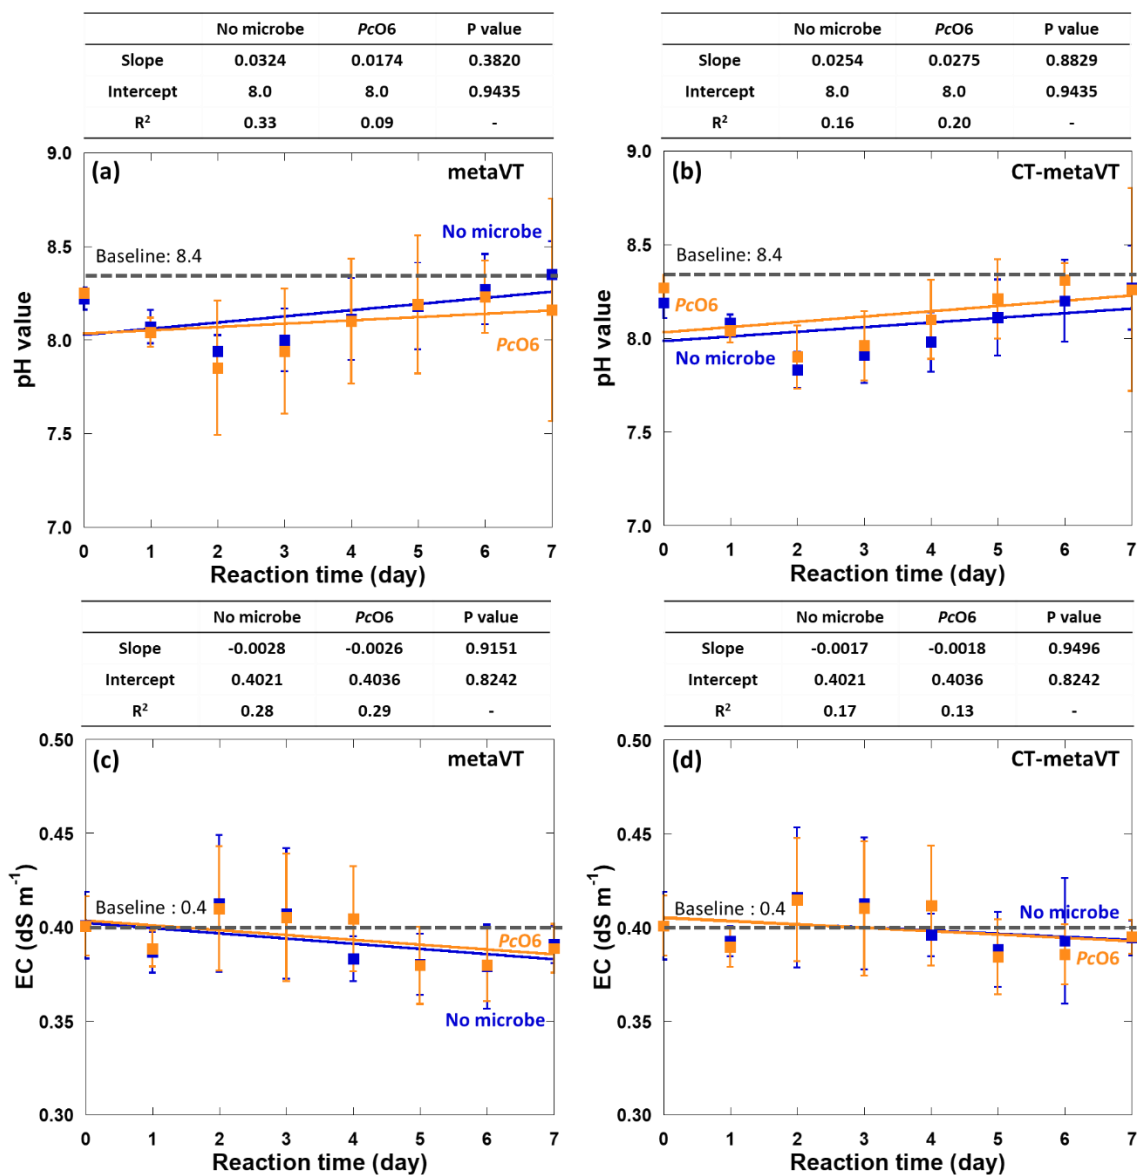 No microbe PcO6 P value
Slope 0.0324 0.0174 0.3820
Intercept 8.0 8.0 0.9435
R² 0.33 0.09 -
9.0
(a)
metaVT
No microbe
8.5
Baseline: 8.4
8.0
PcO6
7.5
7.0
pH value
0 1 2 3 4 5 6 7
Reaction time (day)
No microbe PcO6 P value
Slope 0.0254 0.0275 0.8829
Intercept 8.0 8.0 0.9435
R² 0.16 0.20 -
9.0
(b)
CT-metaVT
8.5
Baseline: 8.4
PcO6
8.0
No microbe
7.5
7.0
pH value
0 1 2 3 4 5 6 7
Reaction time (day)
No microbe PcO6 P value
Slope -0.0028 -0.0026 0.9151
Intercept 0.4021 0.4036 0.8242
R² 0.28 0.29 -
0.50
(c)
metaVT
0.45
Baseline : 0.4
0.40
PcO6
0.35
No microbe
0.30
EC (dS m⁻¹)
0 1 2 3 4 5 6 7
Reaction time (day)
No microbe PcO6 P value
Slope -0.0017 -0.0018 0.9496
Intercept 0.4021 0.4036 0.8242
R² 0.17 0.13 -
0.50
(d)
CT-metaVT
0.45
Baseline : 0.4
No microbe
0.40
PcO6
0.35
0.30
EC (dS m⁻¹)
0 1 2 3 4 5 6 7
Reaction time (day)